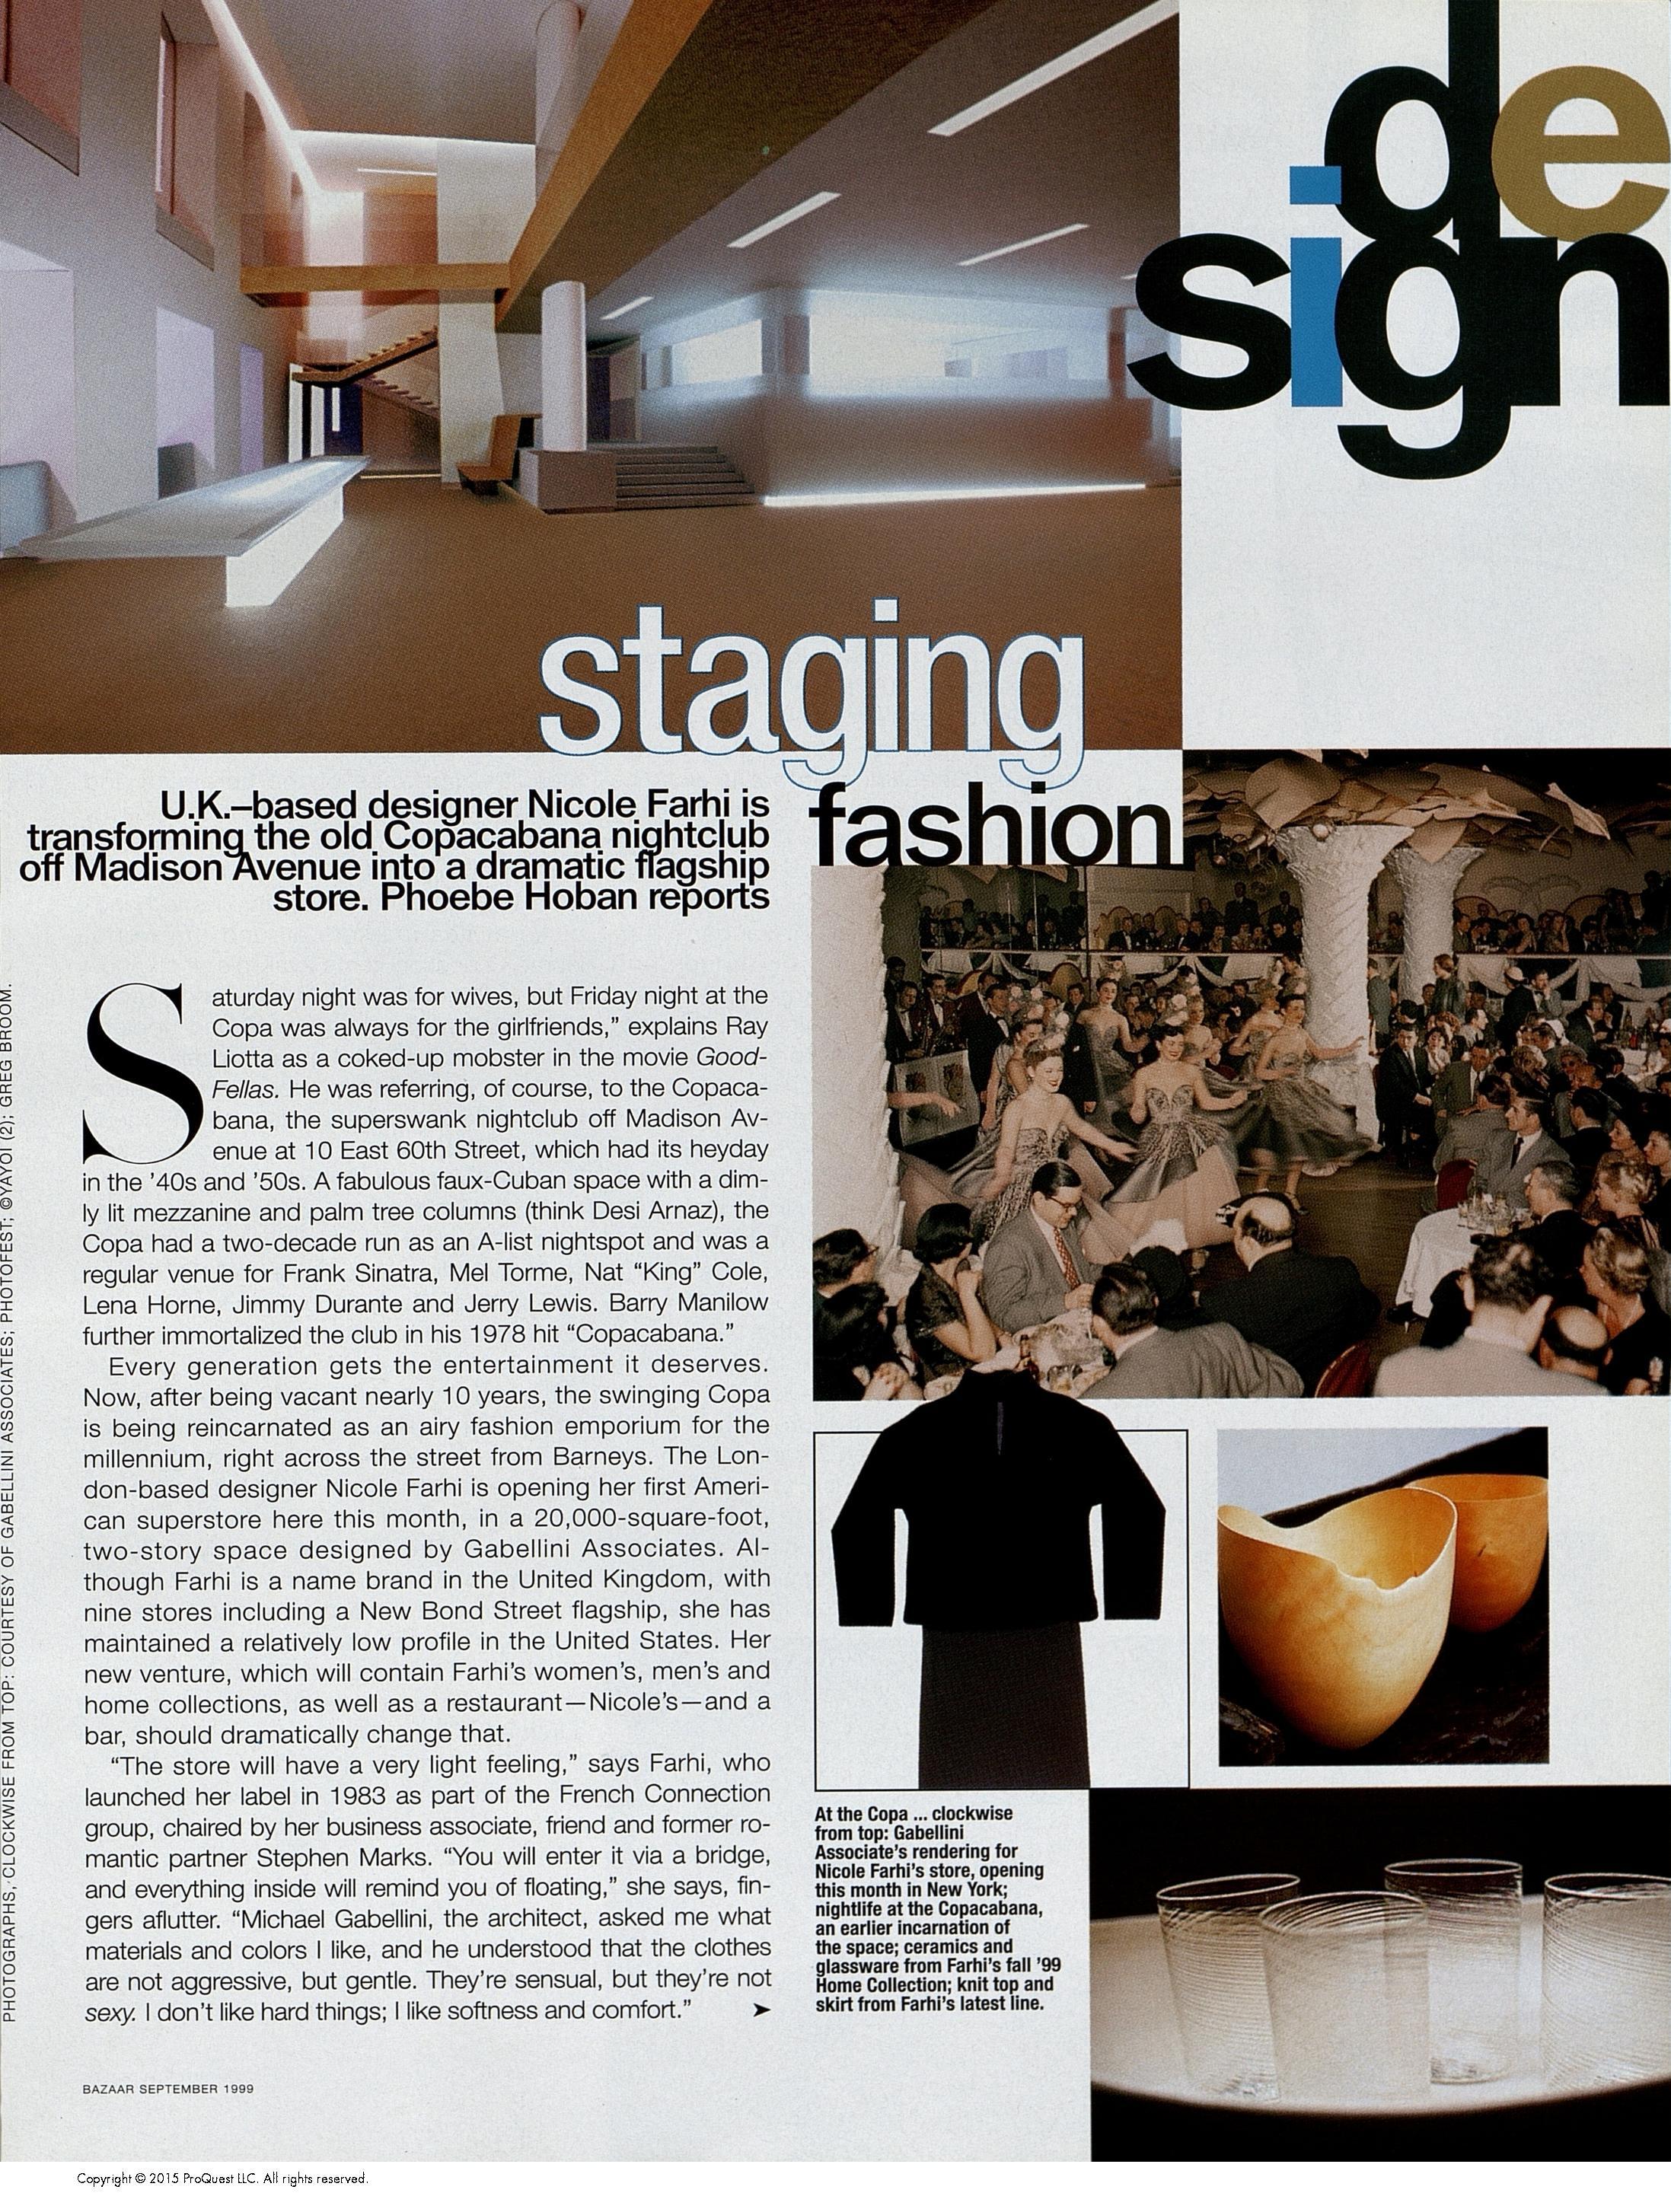 de
sign
staging
fashion
U.K.–based designer Nicole Farhi is
transforming the old Copacabana nightclub
off Madison Avenue into a dramatic flagship
store. Phoebe Hoban reports
Saturday night was for wives, but Friday night at the
Copa was always for the girlfriends,” explains Ray
Liotta as a coked-up mobster in the movie Good-
Fellas. He was referring, of course, to the Copaca-
bana, the superswank nightclub off Madison Av-
enue at 10 East 60th Street, which had its heyday
in the ’40s and ’50s. A fabulous faux-Cuban space with a dim-
ly lit mezzanine and palm tree columns (think Desi Arnaz), the
Copa had a two-decade run as an A-list nightspot and was a
regular venue for Frank Sinatra, Mel Torme, Nat “King” Cole,
Lena Horne, Jimmy Durante and Jerry Lewis. Barry Manilow
further immortalized the club in his 1978 hit “Copacabana.”
Every generation gets the entertainment it deserves.
Now, after being vacant nearly 10 years, the swinging Copa
is being reincarnated as an airy fashion emporium for the
millennium, right across the street from Barneys. The Lon-
don-based designer Nicole Farhi is opening her first Ameri-
can superstore here this month, in a 20,000-square-foot,
two-story space designed by Gabellini Associates. Al-
though Farhi is a name brand in the United Kingdom, with
nine stores including a New Bond Street flagship, she has
maintained a relatively low profile in the United States. Her
new venture, which will contain Farhi’s women’s, men’s and
home collections, as well as a restaurant—Nicole’s—and a
bar, should dramatically change that.
“The store will have a very light feeling,” says Farhi, who
launched her label in 1983 as part of the French Connection
group, chaired by her business associate, friend and former ro-
mantic partner Stephen Marks. “You will enter it via a bridge,
and everything inside will remind you of floating,” she says, fin-
gers aflutter. “Michael Gabellini, the architect, asked me what
materials and colors I like, and he understood that the clothes
are not aggressive, but gentle. They’re sensual, but they’re not
sexy. I don’t like hard things; I like softness and comfort.” ➤
At the Copa ... clockwise
from top: Gabellini
Associate’s rendering for
Nicole Farhi’s store, opening
this month in New York;
nightlife at the Copacabana,
an earlier incarnation of
the space; ceramics and
glassware from Farhi’s fall ’99
Home Collection; knit top and
skirt from Farhi’s latest line.
PHOTOGRAPHS, CLOCKWISE FROM TOP: COURTESY OF GABELLINI ASSOCIATES; PHOTOFEST; ©YAYOI (2); GREG BROOM.
BAZAAR SEPTEMBER 1999
Copyright © 2015 ProQuest LLC. All rights reserved.